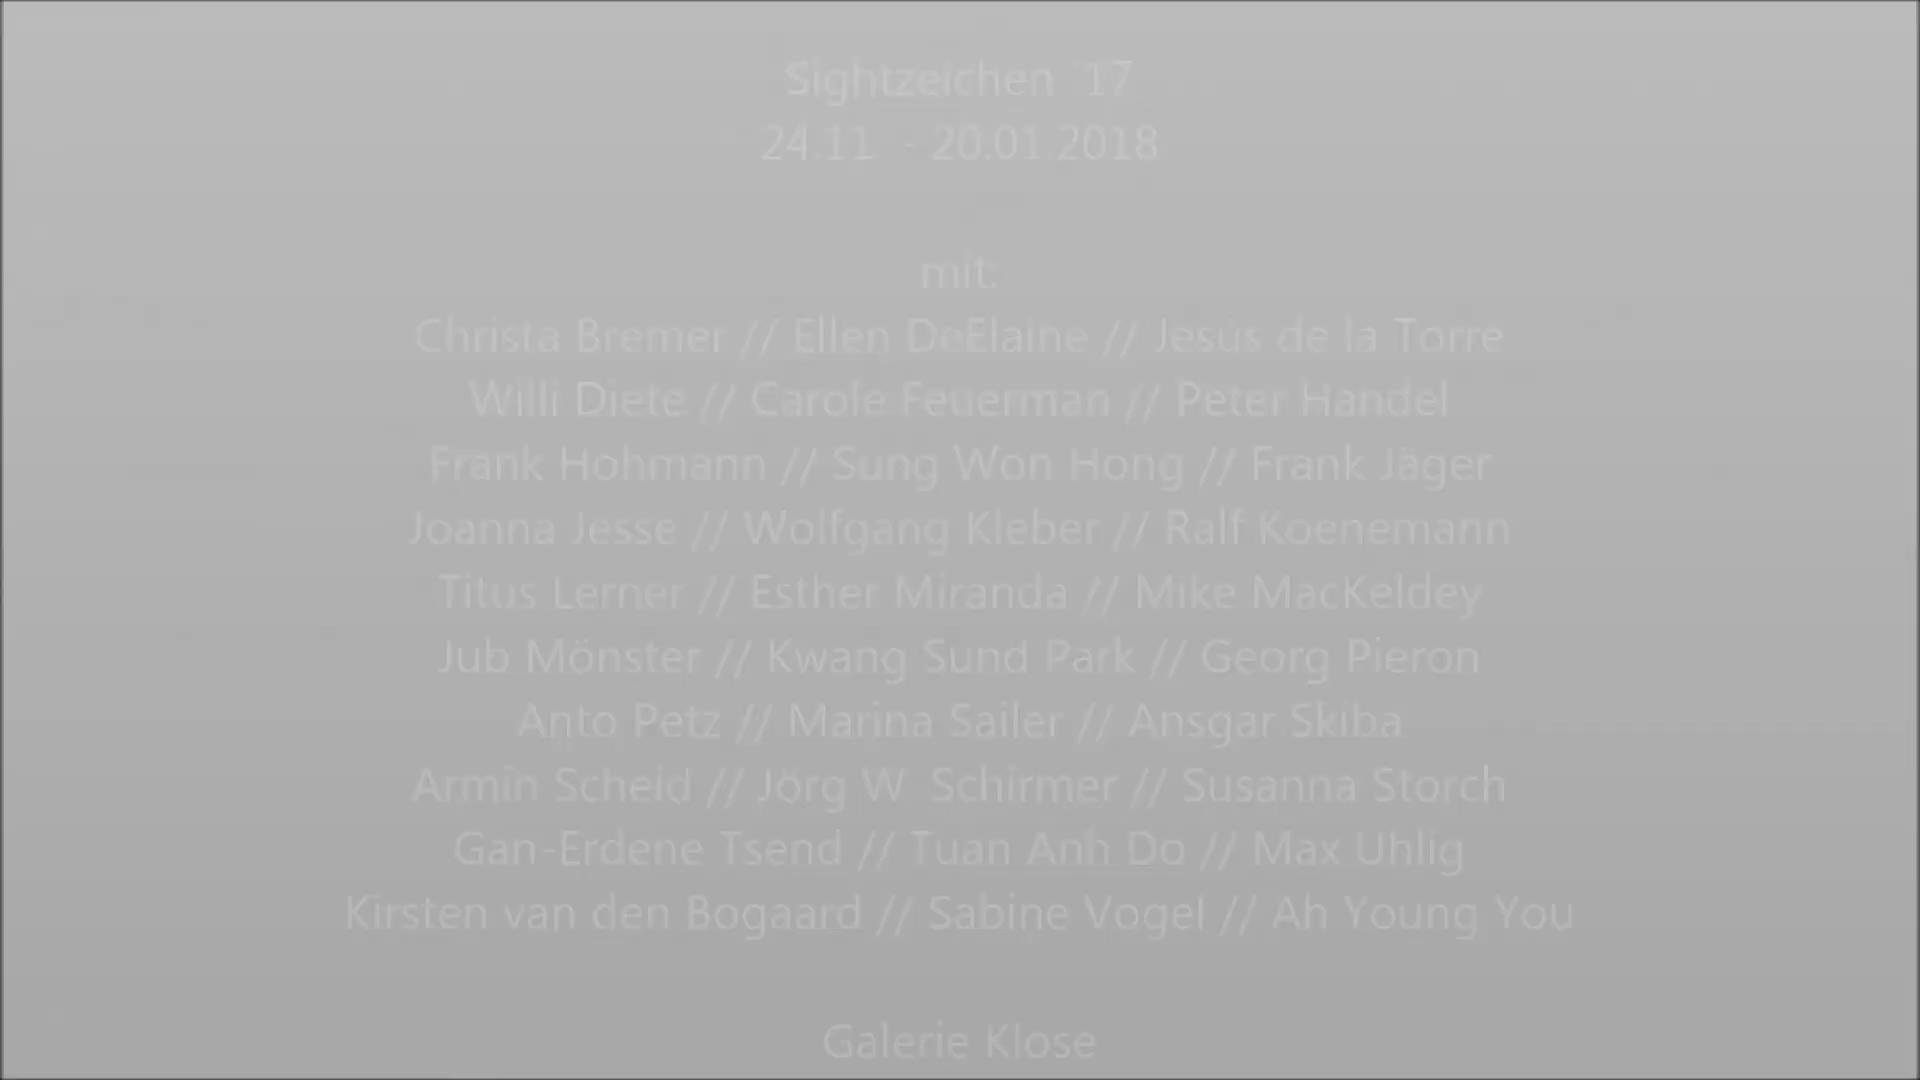 Sightzeichen '17
24.11. - 20.01.2018
mit:
Christa Bremer // Ellen DeElaine // Jesús de la Torre
Willi Diete // Carole Feuerman // Peter Handel
Frank Hohmann // Sung Won Hong // Frank Jäger
Joanna Jesse // Wolfgang Kleber // Ralf Koenemann
Titus Lerner // Esther Miranda // Mike MacKeldey
Jub Mönster // Kwang Sund Park // Georg Pieron
Anto Petz // Marina Sailer // Ansgar Skiba
Armin Scheid // Jörg W. Schirmer // Susanna Storch
Gan-Erdene Tsend // Tuan Anh Do // Max Uhlig
Kirsten van den Bogaard // Sabine Vogel // Ah Young You
Galerie Klose